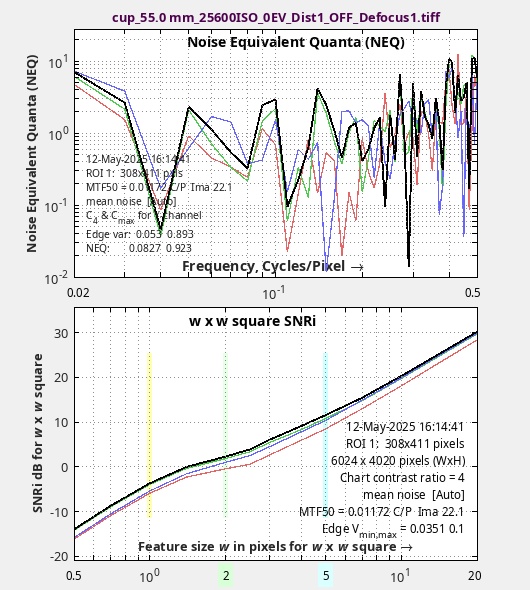 cup_55.0 mm_25600ISO_0EV_Dist1_OFF_Defocus1.tiff
Noise Equivalent Quanta (NEQ)
Noise Equivalent Quanta (NEQ)
10^1
10^0
10^-1
10^-2
12-May-2025 16:14:41
ROI 1: 308x411 pixels
MTF50 = 0.01172 C/P Ima 22.1
mean noise [Auto]
C_4 & C_max for Y channel
Edge var: 0.053 0.893
NEQ: 0.0827 0.923
Frequency, Cycles/Pixel →
0.02 10^-1 0.5
w x w square SNRi
SNRi dB for w x w square
30
20
10
0
-10
-20
12-May-2025 16:14:41
ROI 1: 308x411 pixels
6024 x 4020 pixels (WxH)
Chart contrast ratio = 4
mean noise [Auto]
MTF50 = 0.01172 C/P Ima 22.1
Edge V_min,max = 0.0351 0.1
Feature size w in pixels for w x w square →
0.5 10^0 2 5 10^1 20